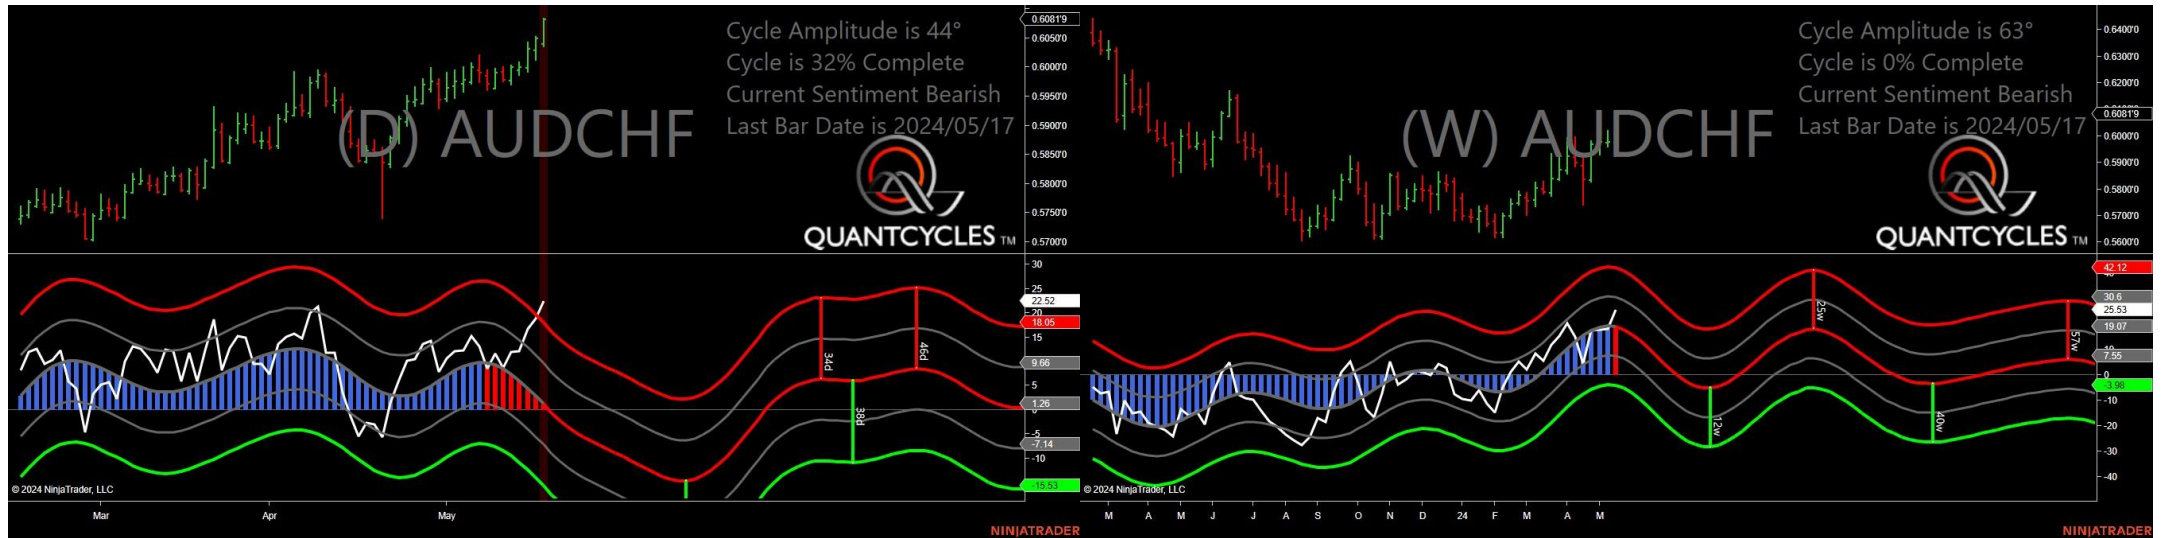 Cycle Amplitude is 44°
Cycle is 32% Complete
Current Sentiment Bearish
Last Bar Date is 2024/05/17
(D) AUDCHF
QUANTCYCLES TM
0.6081'9
0.6050'0
0.6000'0
0.5950'0
0.5900'0
0.5850'0
0.5800'0
0.5750'0
0.5700'0
30
25
22.52
20
18.05
15
9.66
5
1.26
-5
-7.14
-10
-15.53
34d
38d
46d
© 2024 NinjaTrader, LLC
Mar Apr May
NINJATRADER
Cycle Amplitude is 63°
Cycle is 0% Complete
Current Sentiment Bearish
Last Bar Date is 2024/05/17
(W) AUDCHF
QUANTCYCLES TM
0.6400'0
0.6300'0
0.6200'0
0.6081'9
0.6000'0
0.5900'0
0.5800'0
0.5700'0
0.5600'0
42.12
30.6
25.53
19.07
10
7.55
0
-3.98
-10
-20
-30
-40
12w
25w
40w
57w
© 2024 NinjaTrader, LLC
M A M J J A S O N D 24 F M A M
NINJATRADER